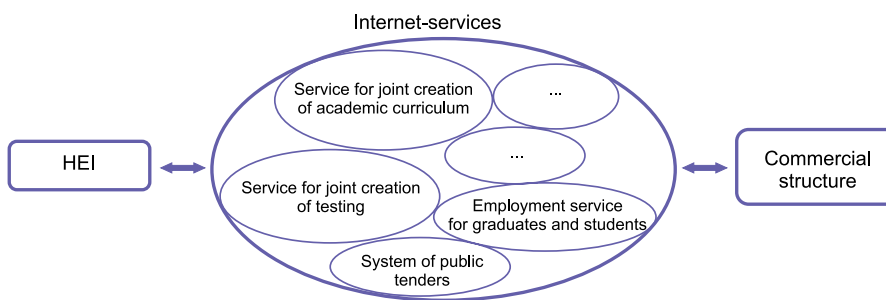 Internet-services
Service for joint creation
of academic curriculum
...
HEI
...
Commercial
structure
Service for joint creation
of testing
Employment service
for graduates and students
System of public
tenders